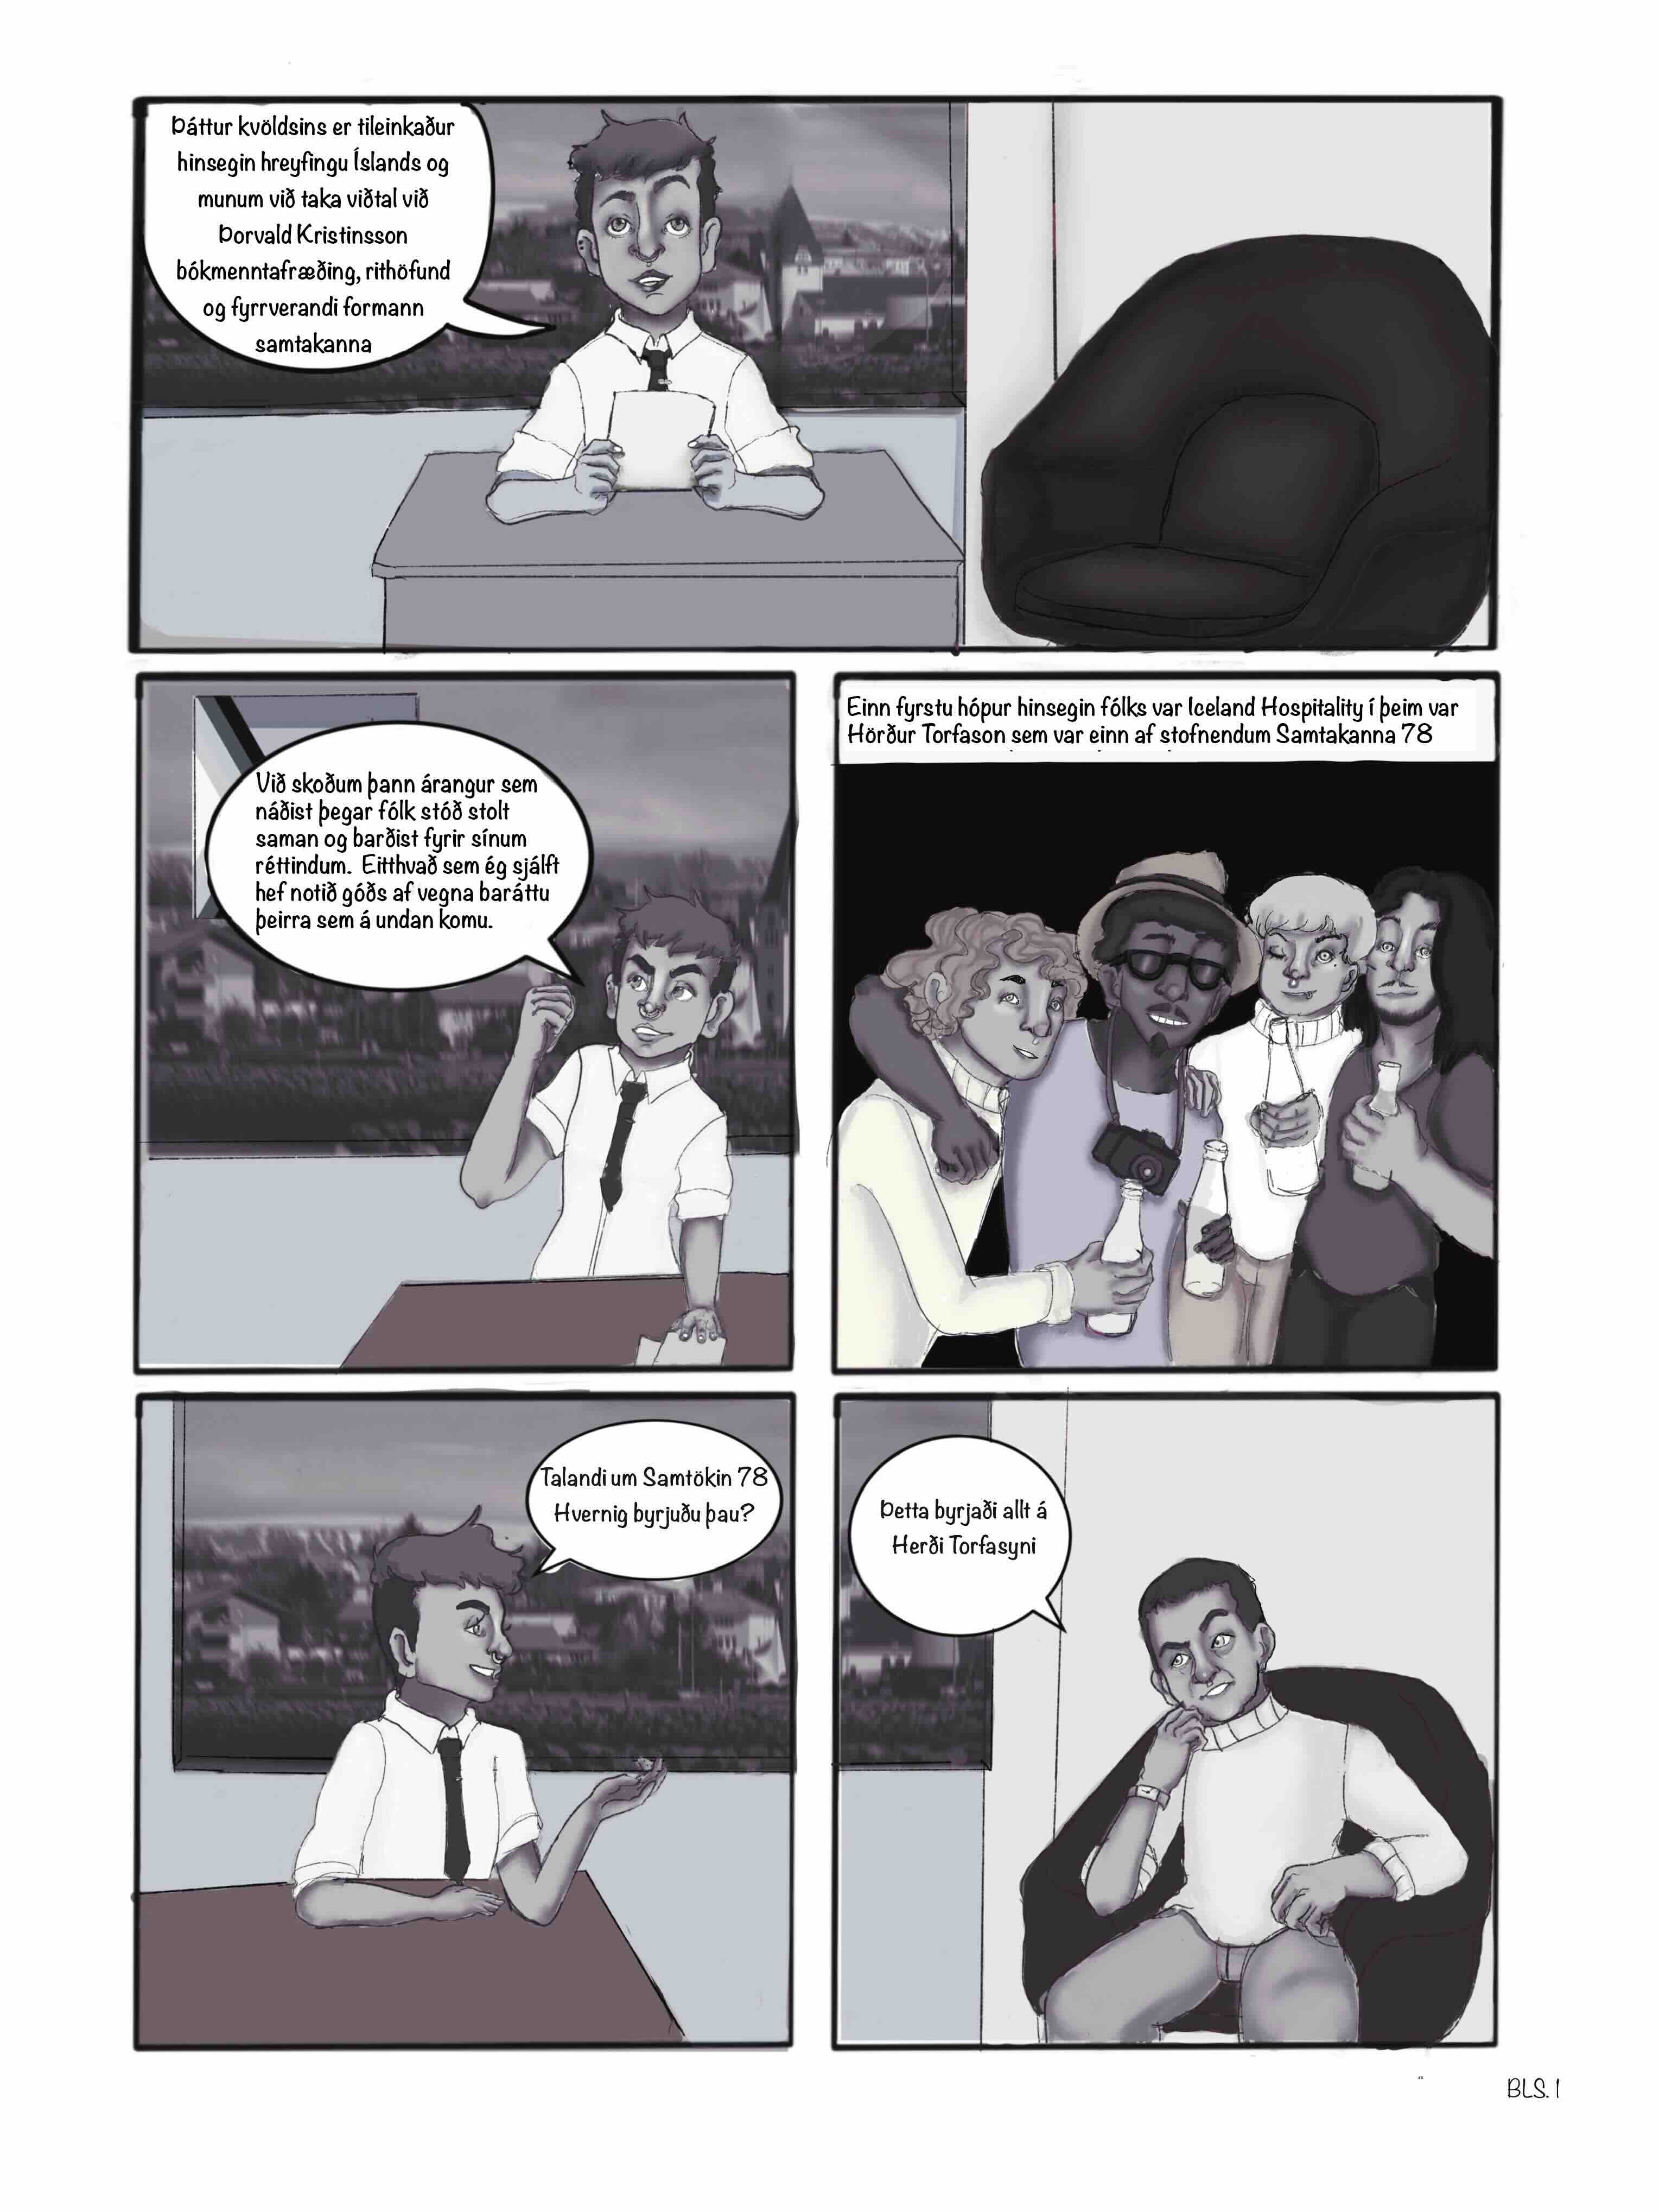 Þáttur kvöldsins er tileinkaður
hinsegin hreyfingu Íslands og
munum við taka viðtal við
Þorvald Kristinsson
bókmenntafræðing, rithöfund
og fyrrverandi formann
samtakanna
Við skoðum þann árangur sem
náðist þegar fólk stóð stolt
saman og barðist fyrir sínum
réttindum. Eitthvað sem ég sjálft
hef notið góðs af vegna baráttu
þeirra sem á undan komu.
Einn fyrstu hópur hinsegin fólks var Iceland Hospitality í þeim var
Hörður Torfason sem var einn af stofnendum Samtakanna 78
Talandi um Samtökin 78
Hvernig byrjuðu þau?
Þetta byrjaði allt á
Herði Torfasyni
BLS. 1